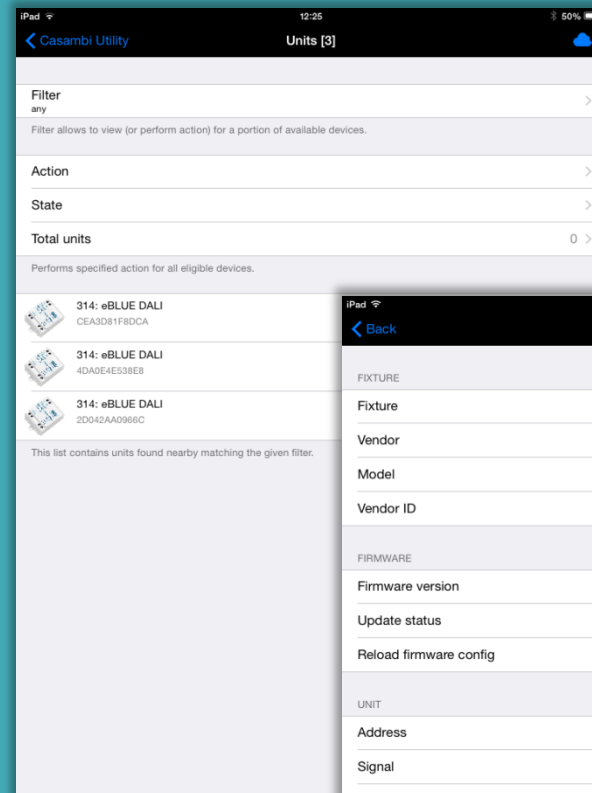 iPad 12:25 50%
Casambi Utility Units [3]
Filter
any
Filter allows to view (or perform action) for a portion of available devices.
Action
State
Total units 0
Performs specified action for all eligible devices.
314: eBLUE DALI
CEA3D81F8DCA
314: eBLUE DALI
4DA0E4E538E8
314: eBLUE DALI
2D042AA0966C
This list contains units found nearby matching the given filter.
iPad
Back
FIXTURE
Fixture
Vendor
Model
Vendor ID
FIRMWARE
Firmware version
Update status
Reload firmware config
UNIT
Address
Signal